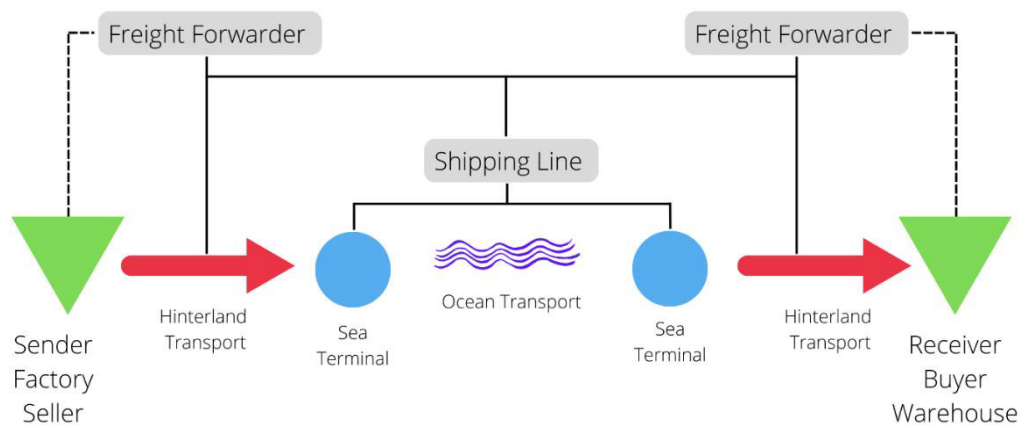 Freight Forwarder
Freight Forwarder
Shipping Line
Ocean Transport
Hinterland
Transport
Hinterland
Transport
Sea
Terminal
Sea
Terminal
Sender
Factory
Seller
Receiver
Buyer
Warehouse